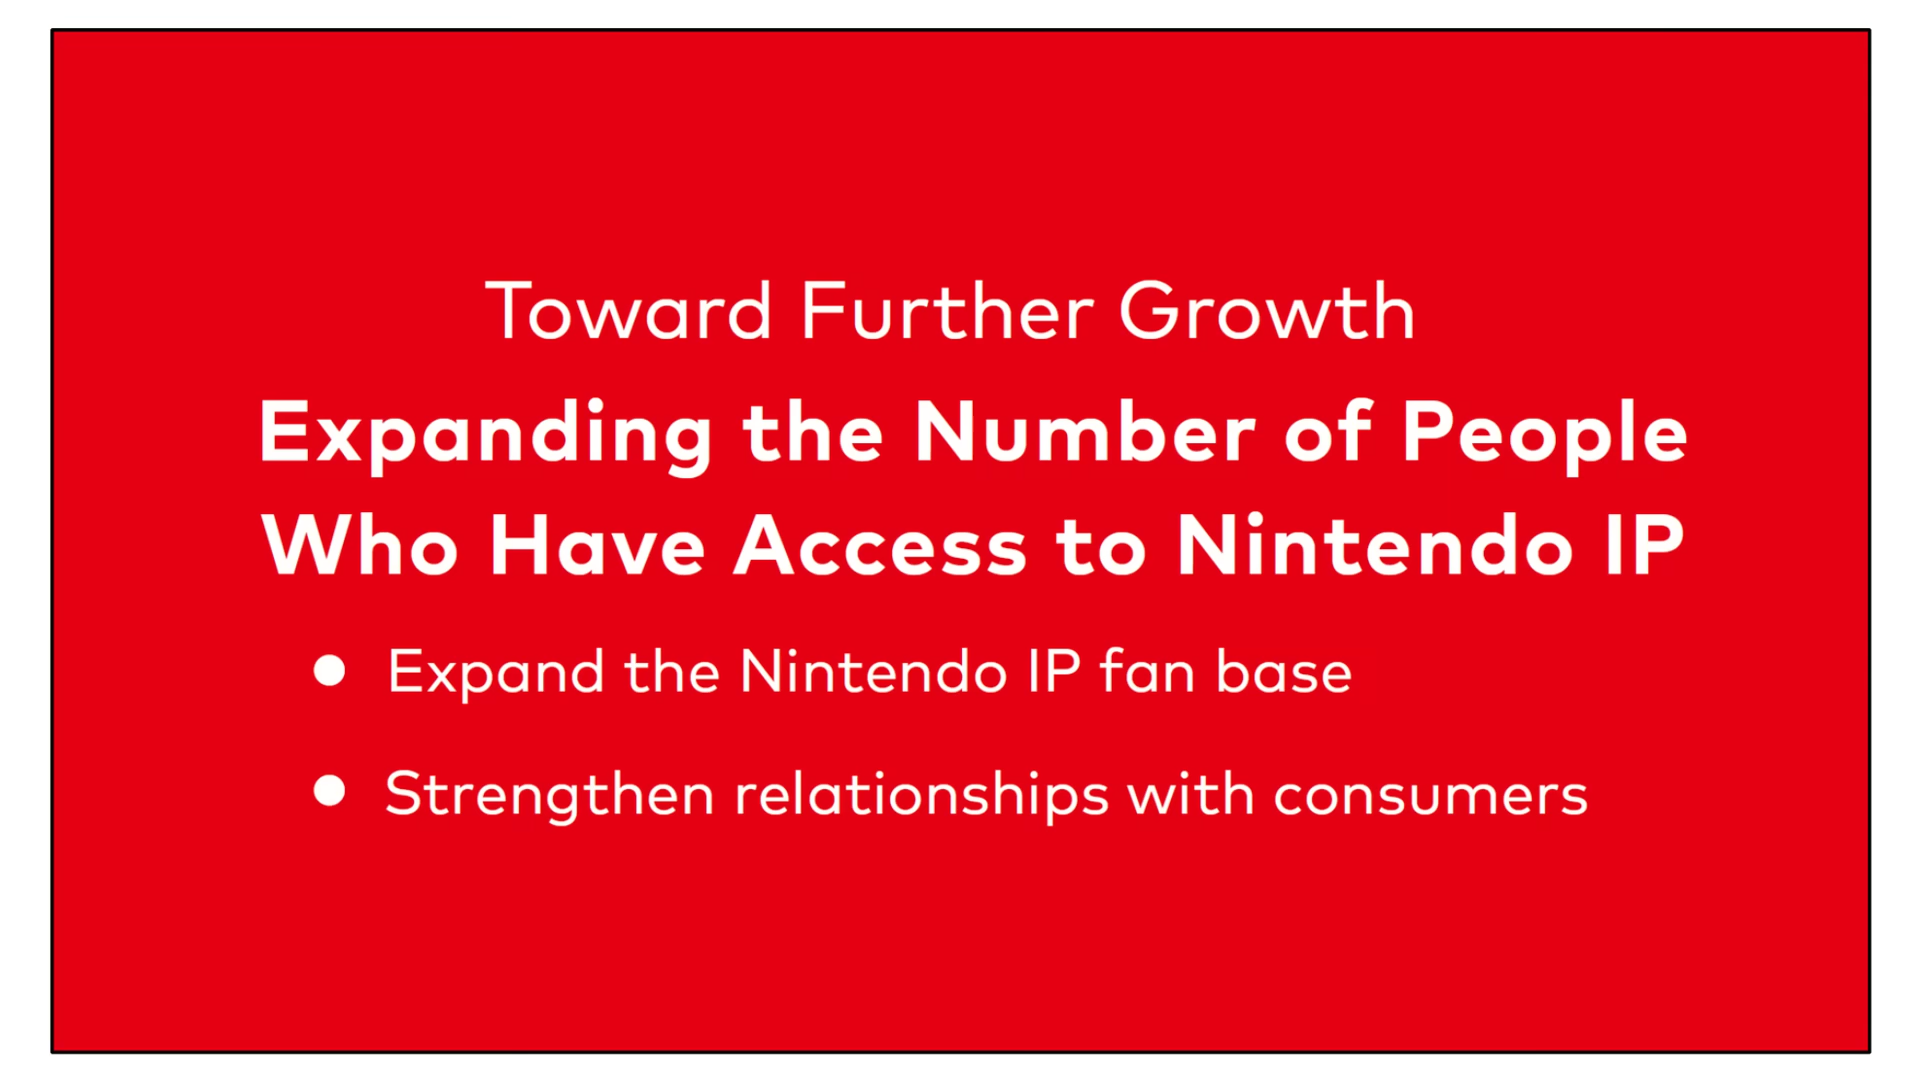 Toward Further Growth
Expanding the Number of People
Who Have Access to Nintendo IP
● Expand the Nintendo IP fan base
● Strengthen relationships with consumers